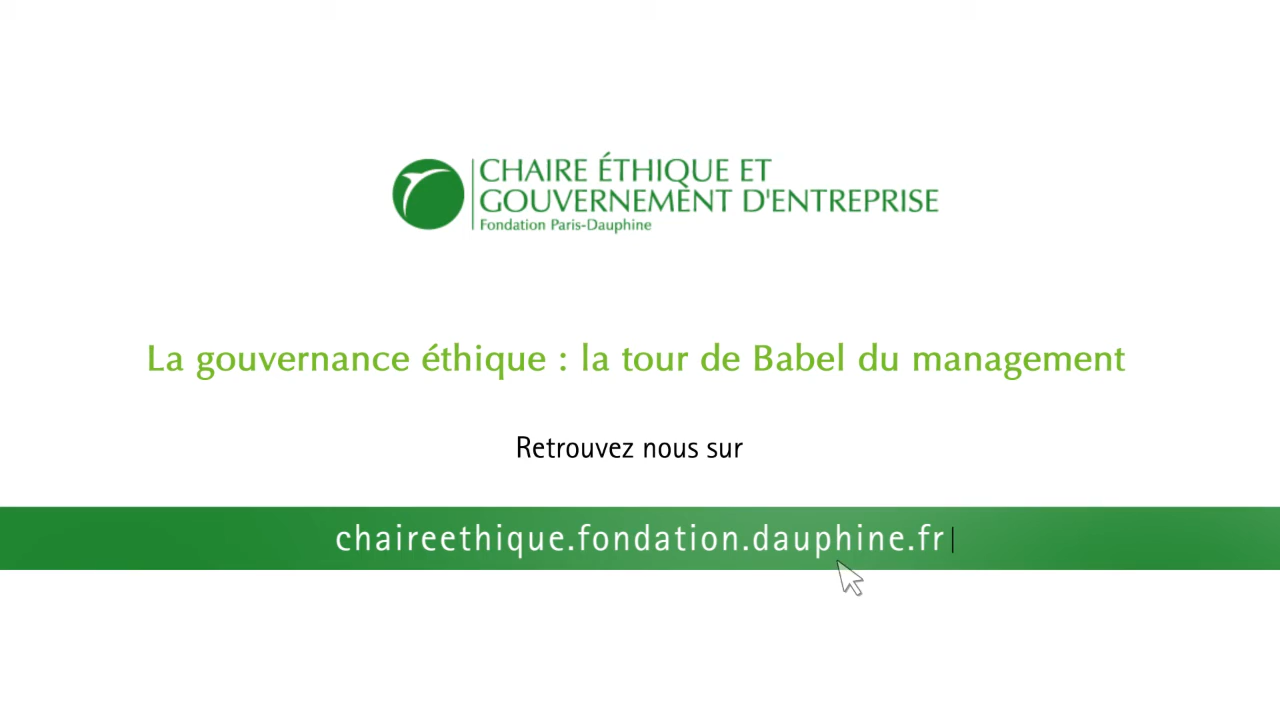 CHAIRE ÉTHIQUE ET
GOUVERNEMENT D'ENTREPRISE
Fondation Paris-Dauphine
La gouvernance éthique : la tour de Babel du management
Retrouvez nous sur
chaireethique.fondation.dauphine.fr